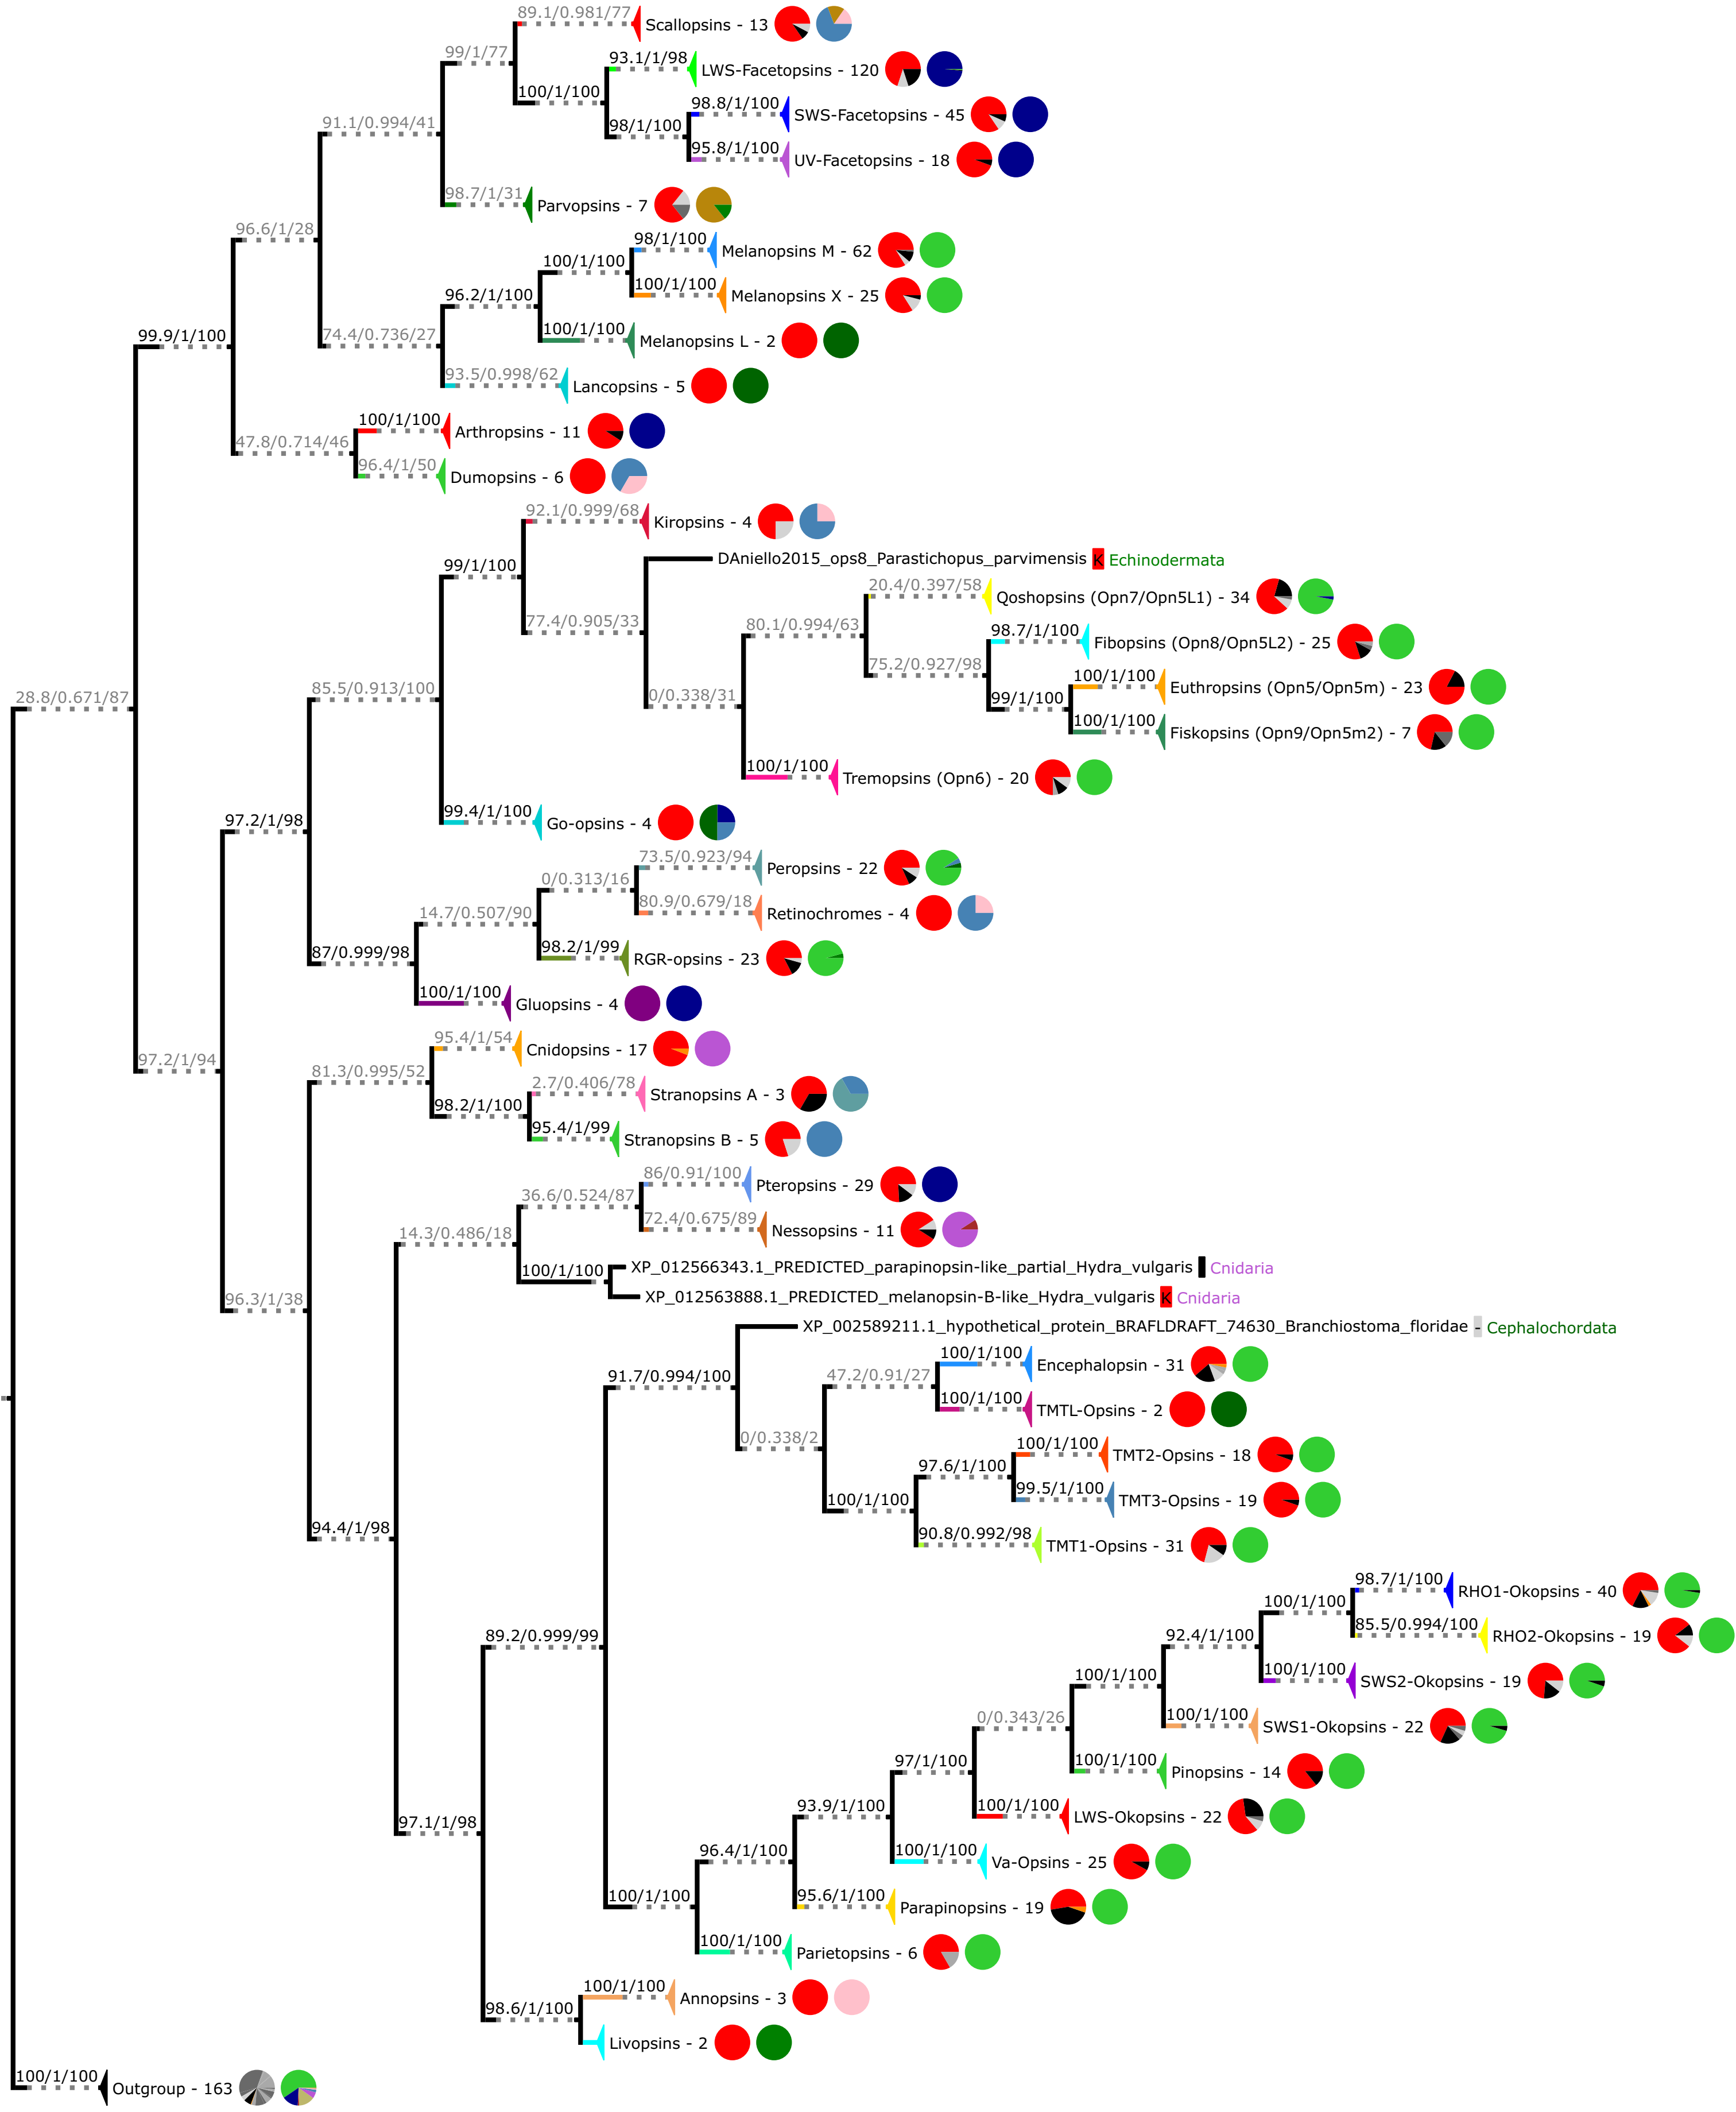 89.1/0.981/77
Scallopsins - 13
99/1/77
93.1/1/98
LWS-Facetopsins - 120
100/1/100
98.8/1/100
SWS-Facetopsins - 45
91.1/0.994/41
98/1/100
95.8/1/100
UV-Facetopsins - 18
98.7/1/31
Parvopsins - 7
96.6/1/28
98/1/100
Melanopsins M - 62
100/1/100
100/1/100
Melanopsins X - 25
96.2/1/100
100/1/100
Melanopsins L - 2
99.9/1/100
74.4/0.736/27
93.5/0.998/62
Lancopsins - 5
100/1/100
Arthropsins - 11
47.8/0.714/46
96.4/1/50
Dumopsins - 6
92.1/0.999/68
Kiropsins - 4
DAniello2015_ops8_Parastichopus_parvimensis K Echinodermata
99/1/100
20.4/0.397/58
Qoshopsins (Opn7/Opn5L1) - 34
77.4/0.905/33
80.1/0.994/63
98.7/1/100
Fibopsins (Opn8/Opn5L2) - 25
75.2/0.927/98
100/1/100
Euthropsins (Opn5/Opn5m) - 23
28.8/0.671/87
85.5/0.913/100
0/0.338/31
99/1/100
100/1/100
Fiskopsins (Opn9/Opn5m2) - 7
100/1/100
Tremopsins (Opn6) - 20
99.4/1/100
Go-opsins - 4
97.2/1/98
73.5/0.923/94
Peropsins - 22
0/0.313/16
80.9/0.679/18
Retinochromes - 4
14.7/0.507/90
98.2/1/99
RGR-opsins - 23
87/0.999/98
100/1/100
Gluopsins - 4
95.4/1/54
Cnidopsins - 17
97.2/1/94
81.3/0.995/52
2.7/0.406/78
Stranopsins A - 3
98.2/1/100
95.4/1/99
Stranopsins B - 5
86/0.91/100
Pteropsins - 29
36.6/0.524/87
72.4/0.675/89
Nessopsins - 11
14.3/0.486/18
100/1/100
XP_012566343.1_PREDICTED_parapinopsin-like_partial_Hydra_vulgaris Cnidaria
XP_012563888.1_PREDICTED_melanopsin-B-like_Hydra_vulgaris K Cnidaria
96.3/1/38
XP_002589211.1_hypothetical_protein_BRAFLDRAFT_74630_Branchiostoma_floridae - Cephalochordata
100/1/100
Encephalopsin - 31
91.7/0.994/100
47.2/0.91/27
100/1/100
TMTL-Opsins - 2
0/0.338/2
100/1/100
TMT2-Opsins - 18
97.6/1/100
99.5/1/100
TMT3-Opsins - 19
100/1/100
90.8/0.992/98
TMT1-Opsins - 31
94.4/1/98
98.7/1/100
RHO1-Okopsins - 40
100/1/100
85.5/0.994/100
RHO2-Okopsins - 19
89.2/0.999/99
92.4/1/100
100/1/100
SWS2-Okopsins - 19
100/1/100
100/1/100
SWS1-Okopsins - 22
0/0.343/26
100/1/100
Pinopsins - 14
97/1/100
100/1/100
LWS-Okopsins - 22
97.1/1/98
93.9/1/100
100/1/100
Va-Opsins - 25
96.4/1/100
95.6/1/100
Parapinopsins - 19
100/1/100
100/1/100
Parietopsins - 6
100/1/100
Annopsins - 3
98.6/1/100
Livopsins - 2
100/1/100
Outgroup - 163